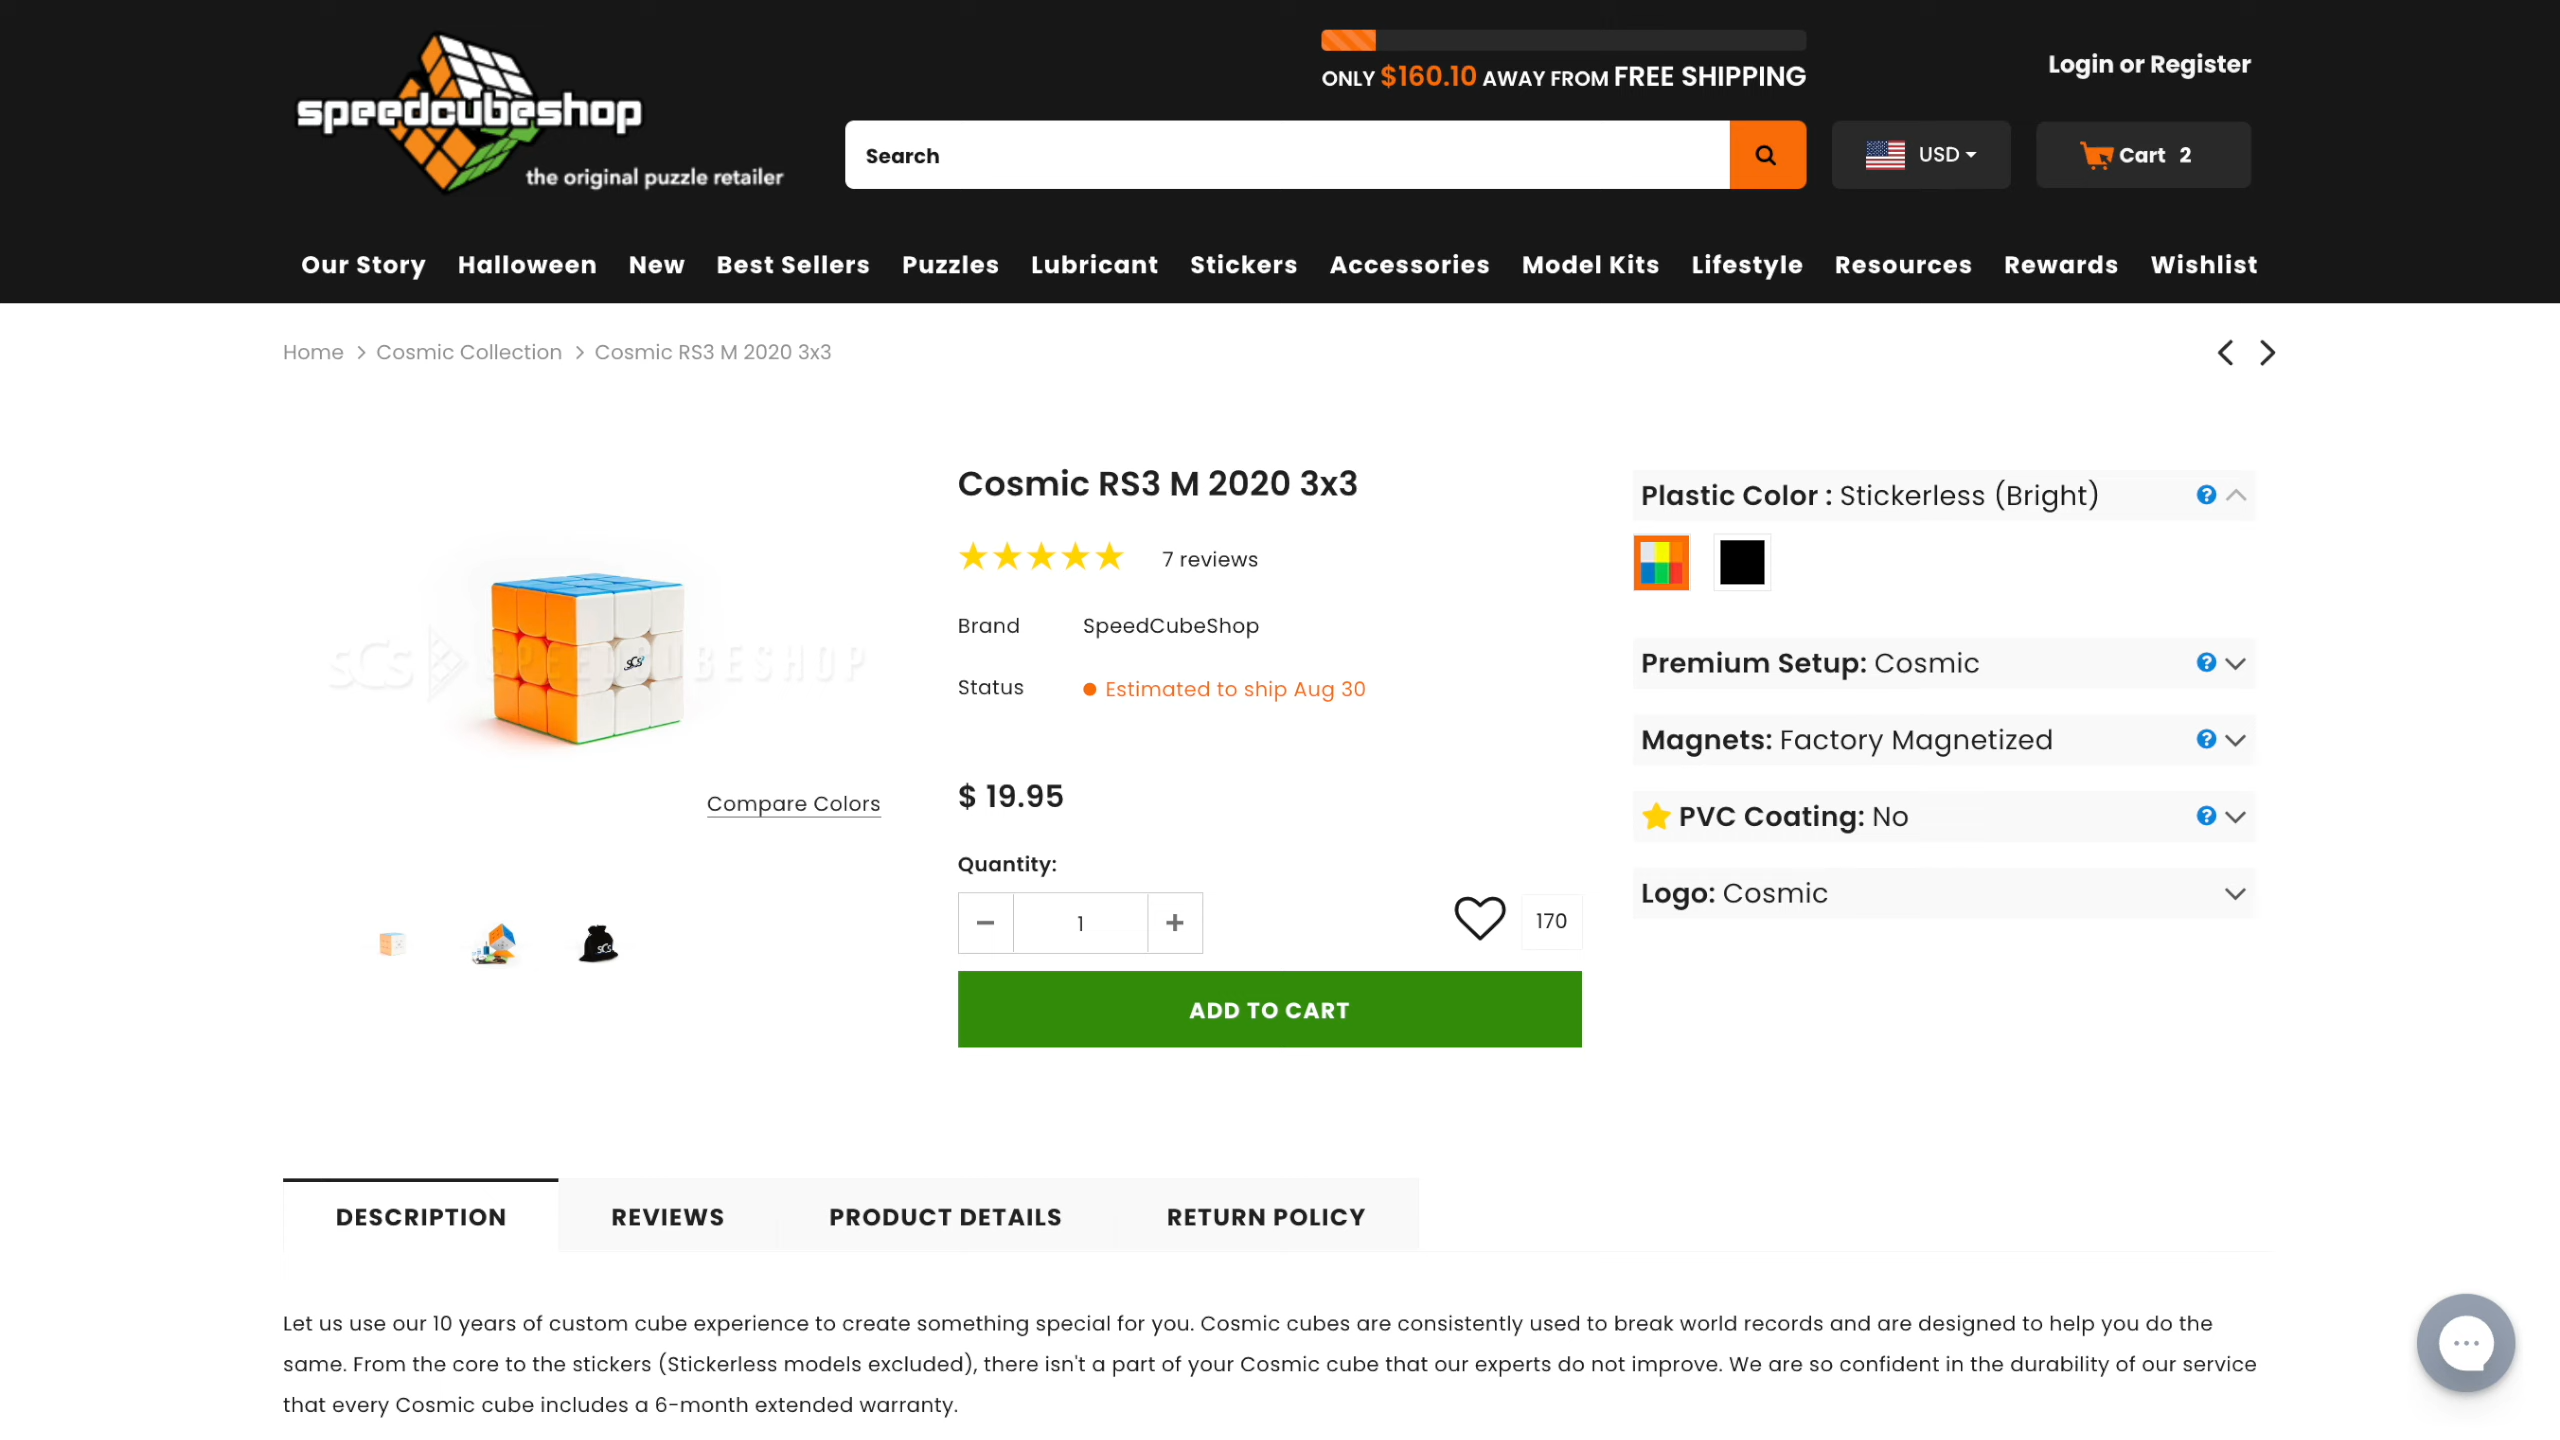 speedcubeshop
the original puzzle retailer
ONLY $160.10 AWAY FROM FREE SHIPPING
Login or Register
Search
USD
Cart 2
Our Story Halloween New Best Sellers Puzzles Lubricant Stickers Accessories Model Kits Lifestyle Resources Rewards Wishlist
Home > Cosmic Collection > Cosmic RS3 M 2020 3x3
SCS SPEEDCUBESHOP
SCS
Compare Colors
SCS
Cosmic RS3 M 2020 3x3
7 reviews
Brand SpeedCubeShop
Status Estimated to ship Aug 30
$ 19.95
Quantity:
− 1 +
170
ADD TO CART
Plastic Color : Stickerless (Bright) ?
Premium Setup: Cosmic ?
Magnets: Factory Magnetized ?
PVC Coating: No ?
Logo: Cosmic
DESCRIPTION REVIEWS PRODUCT DETAILS RETURN POLICY
Let us use our 10 years of custom cube experience to create something special for you. Cosmic cubes are consistently used to break world records and are designed to help you do the
same. From the core to the stickers (Stickerless models excluded), there isn't a part of your Cosmic cube that our experts do not improve. We are so confident in the durability of our service
that every Cosmic cube includes a 6-month extended warranty.